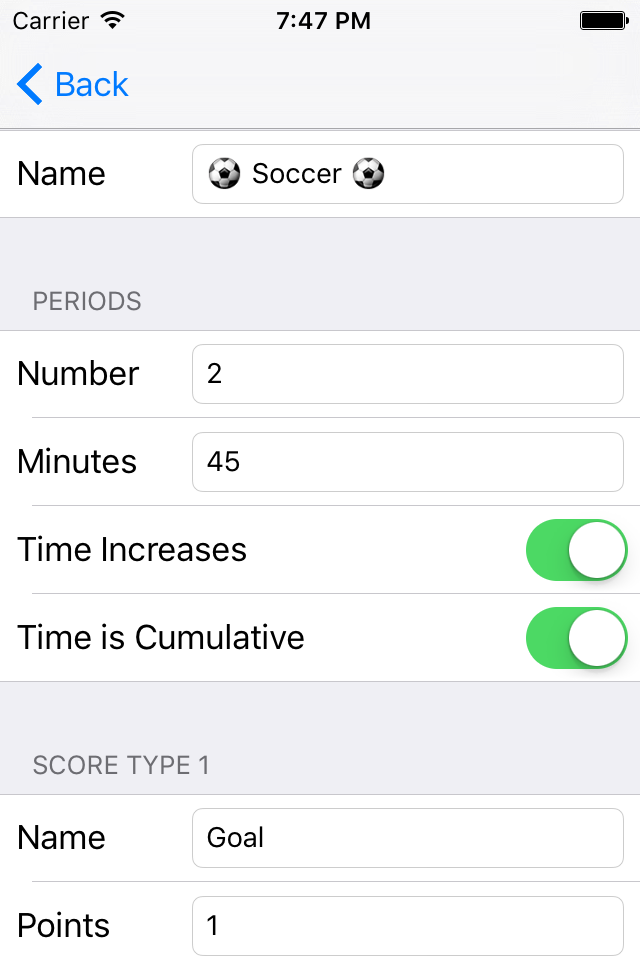 Carrier 7:47 PM
Back
Name ⚽ Soccer ⚽
PERIODS
Number 2
Minutes 45
Time Increases
Time is Cumulative
SCORE TYPE 1
Name Goal
Points 1